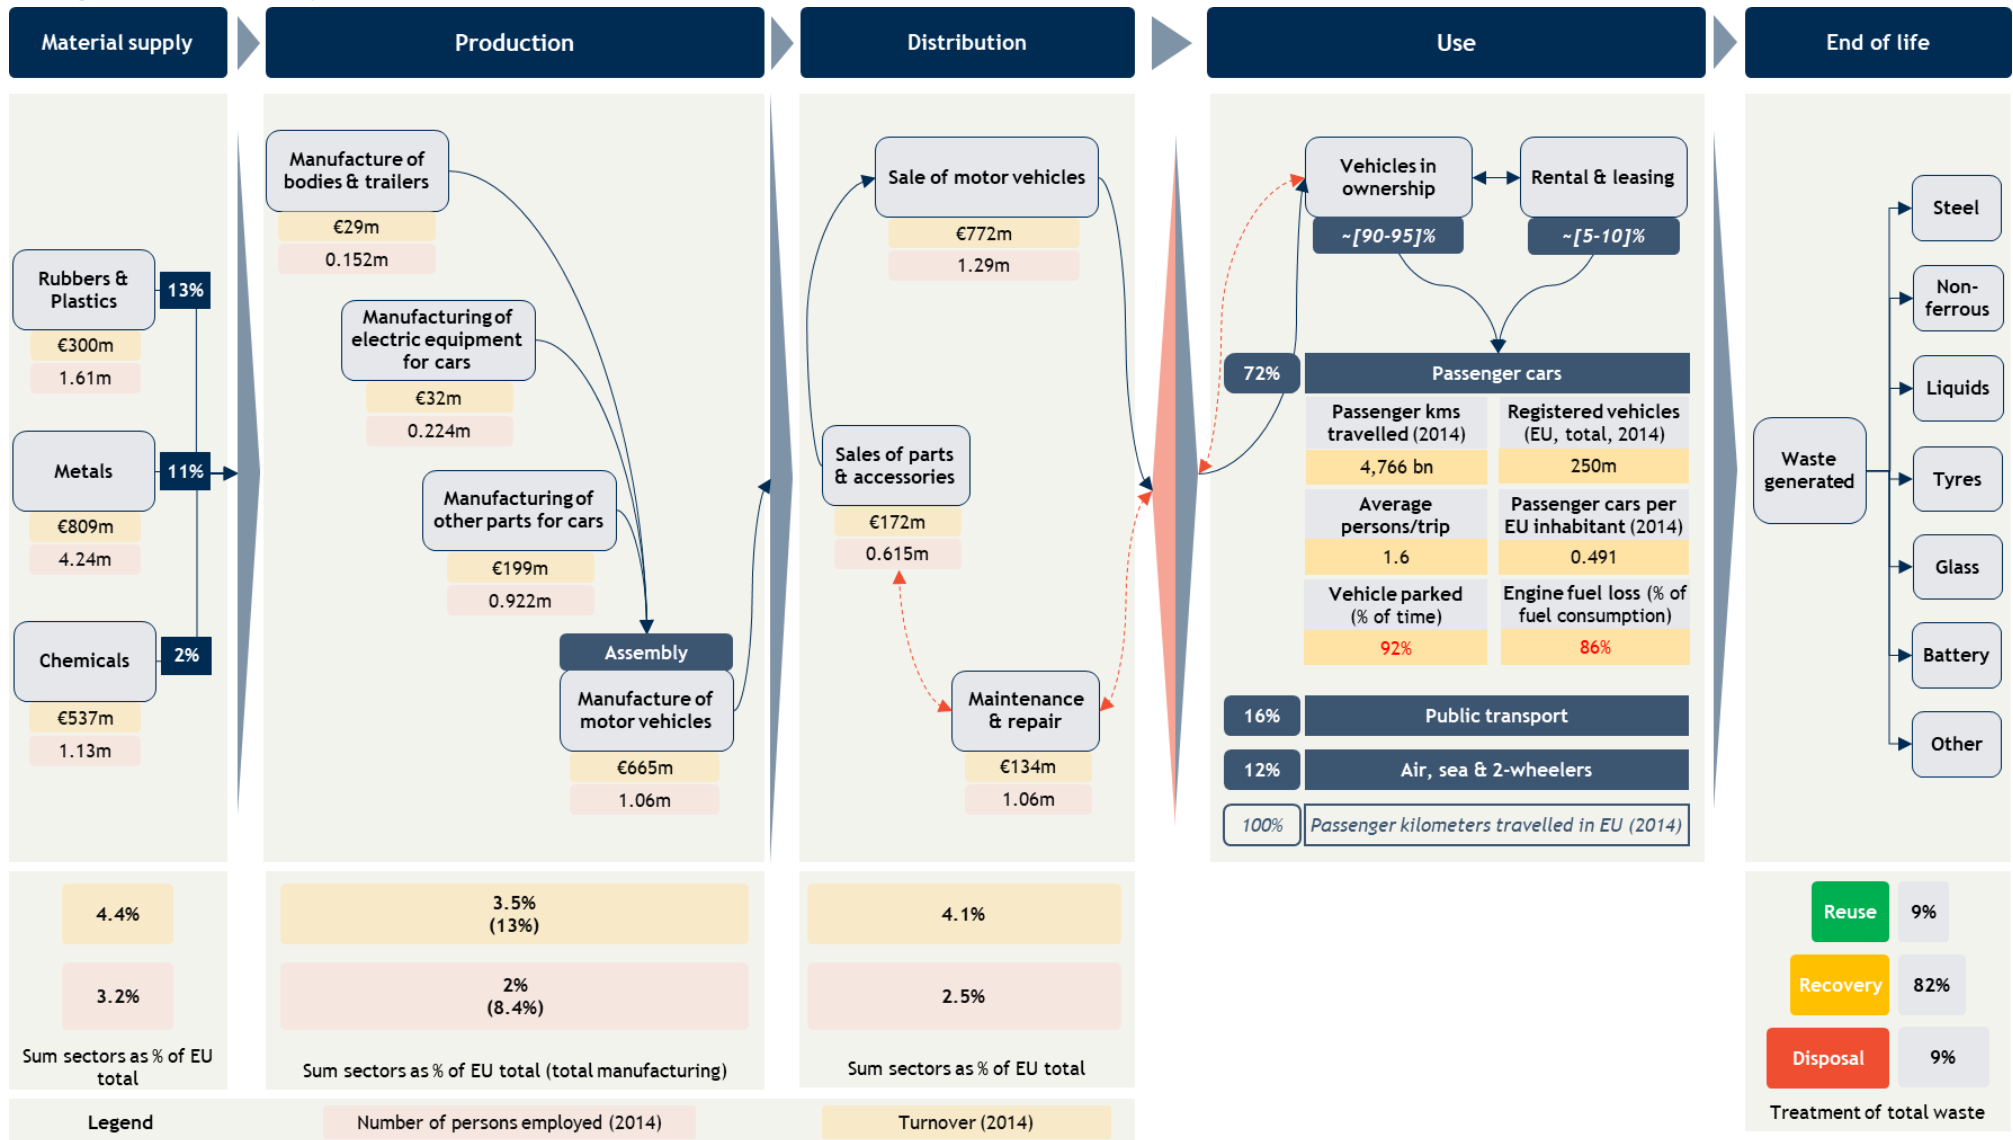 Material supply
Production
Distribution
Use
End of life
Rubbers &
Plastics
13%
€300m
1.61m
Metals
11%
€809m
4.24m
Chemicals
2%
€537m
1.13m
Manufacture of
bodies & trailers
€29m
0.152m
Manufacturing of
electric equipment
for cars
€32m
0.224m
Manufacturing of
other parts for cars
€199m
0.922m
Assembly
Manufacture of
motor vehicles
€665m
1.06m
Sale of motor vehicles
€772m
1.29m
Sales of parts
& accessories
€172m
0.615m
Maintenance
& repair
€134m
1.06m
Vehicles in
ownership
~[90-95]%
Rental & leasing
~[5-10]%
72%
Passenger cars
Passenger kms
travelled (2014)
4,766 bn
Registered vehicles
(EU, total, 2014)
250m
Average
persons/trip
1.6
Passenger cars per
EU inhabitant (2014)
0.491
Vehicle parked
(% of time)
92%
Engine fuel loss (% of
fuel consumption)
86%
16%
Public transport
12%
Air, sea & 2-wheelers
100%
Passenger kilometers travelled in EU (2014)
Waste
generated
Steel
Non-
ferrous
Liquids
Tyres
Glass
Battery
Other
4.4%
3.2%
Sum sectors as % of EU
total
3.5%
(13%)
2%
(8.4%)
Sum sectors as % of EU total (total manufacturing)
4.1%
2.5%
Sum sectors as % of EU total
Reuse
9%
Recovery
82%
Disposal
9%
Treatment of total waste
Legend
Number of persons employed (2014)
Turnover (2014)